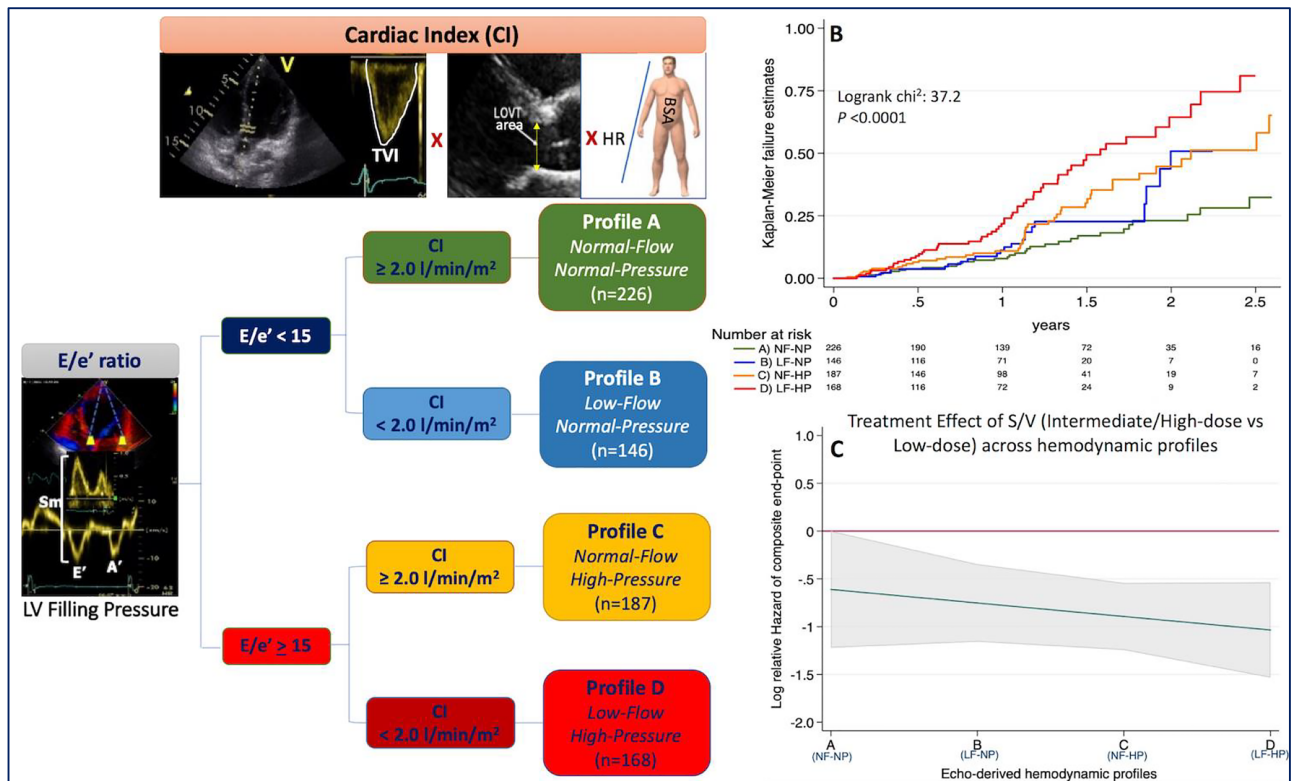 Cardiac Index (CI)
V
5
10
15
TVI
X
LOVT
area
X HR
BSA
E/e’ ratio
Sm
10
-10
-20
E’
A’
LV Filling Pressure
E/e’ < 15
E/e’ ≥ 15
CI
≥ 2.0 l/min/m²
CI
< 2.0 l/min/m²
CI
≥ 2.0 l/min/m²
CI
< 2.0 l/min/m²
Profile A
Normal-Flow
Normal-Pressure
(n=226)
Profile B
Low-Flow
Normal-Pressure
(n=146)
Profile C
Normal-Flow
High-Pressure
(n=187)
Profile D
Low-Flow
High-Pressure
(n=168)
B
Logrank chi²: 37.2
P <0.0001
Kaplan-Meier failure estimates
1.00
0.75
0.50
0.25
0.00
0 .5 1 1.5 2 2.5
years
Number at risk
A) NF-NP 226 190 139 72 35 16
B) LF-NP 146 116 71 20 7 0
C) NF-HP 187 146 98 41 19 7
D) LF-HP 168 116 72 24 9 2
Treatment Effect of S/V (Intermediate/High-dose vs
Low-dose) across hemodynamic profiles
C
Log relative Hazard of composite end-point
1.0
0.5
0
-.5
-1
-1.5
-2.0
A B C D
(NF-NP) (LF-NP) (NF-HP) (LF-HP)
Echo-derived hemodynamic profiles